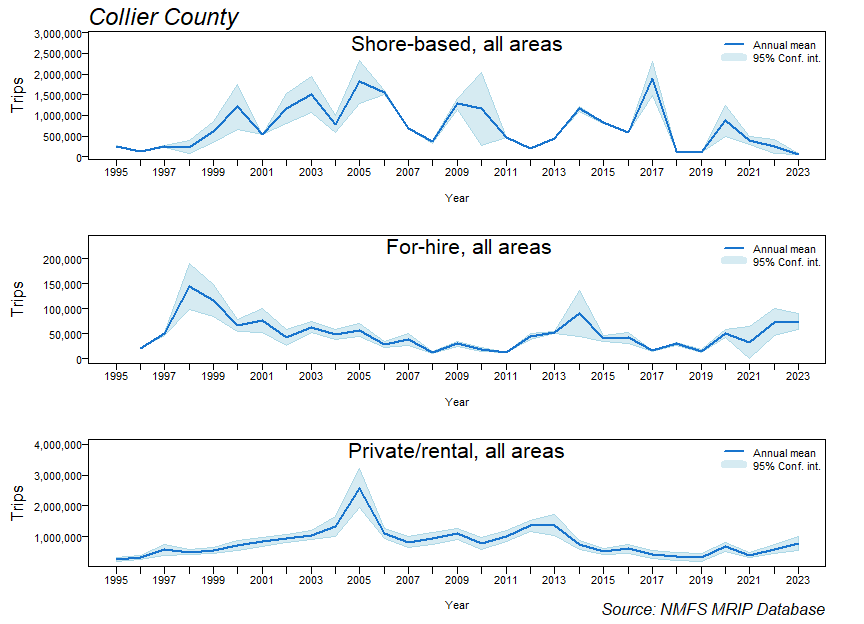 Collier County
Shore-based, all areas
Annual mean
95% Conf. int.
Trips
3,000,000
2,500,000
2,000,000
1,500,000
1,000,000
500,000
0
1995 1997 1999 2001 2003 2005 2007 2009 2011 2013 2015 2017 2019 2021 2023
Year
For-hire, all areas
Annual mean
95% Conf. int.
Trips
200,000
150,000
100,000
50,000
0
1995 1997 1999 2001 2003 2005 2007 2009 2011 2013 2015 2017 2019 2021 2023
Year
Private/rental, all areas
Annual mean
95% Conf. int.
Trips
4,000,000
3,000,000
2,000,000
1,000,000
1995 1997 1999 2001 2003 2005 2007 2009 2011 2013 2015 2017 2019 2021 2023
Year
Source: NMFS MRIP Database